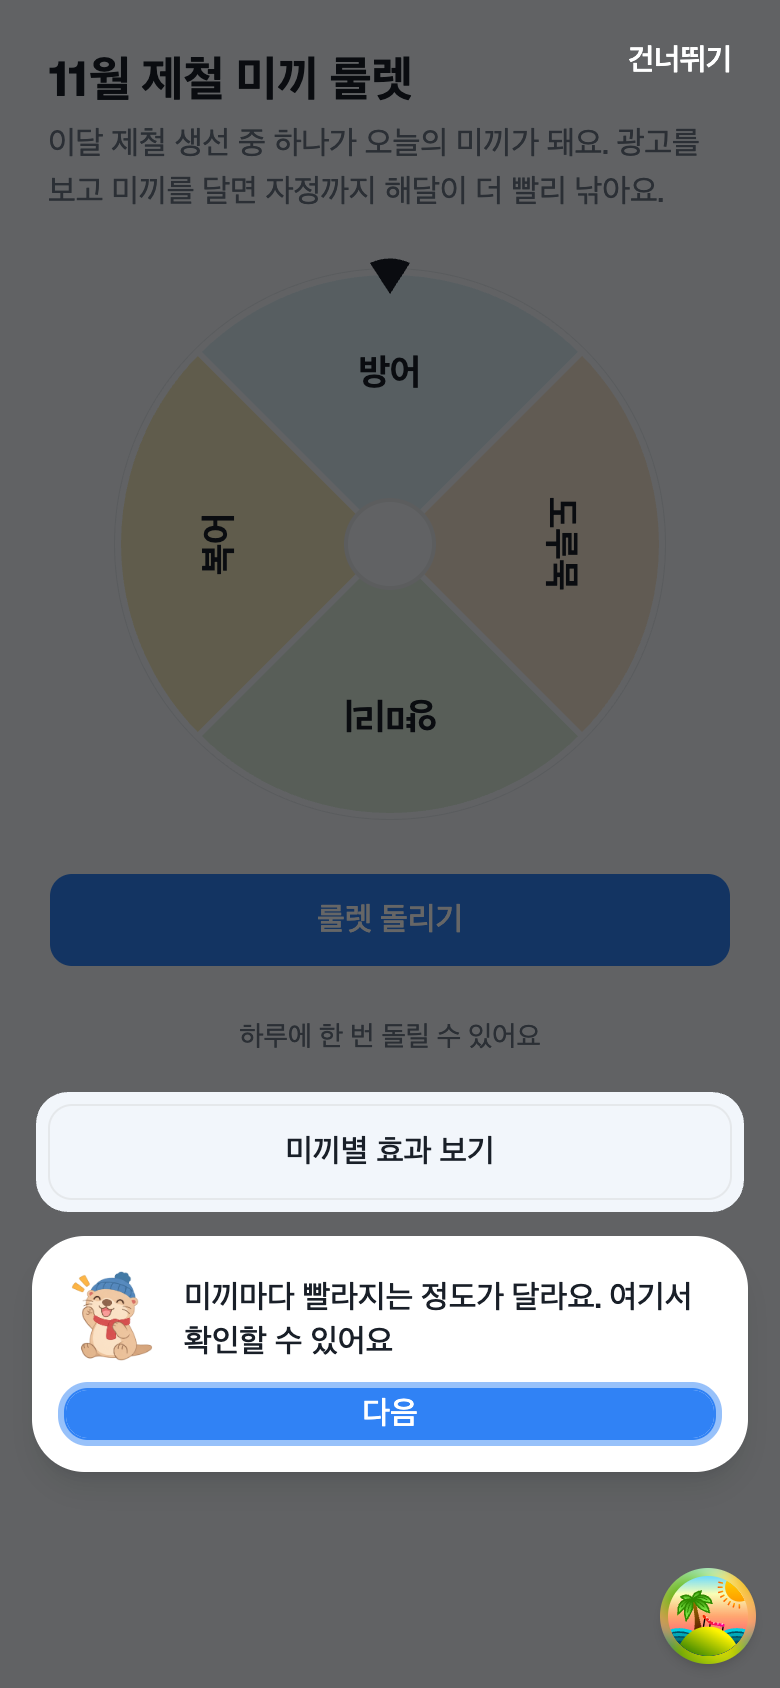 11월 제철 미끼 룰렛
건너뛰기
이달 제철 생선 중 하나가 오늘의 미끼가 돼요. 광고를
보고 미끼를 달면 자정까지 해달이 더 빨리 낚아요.
방어
복어
도루묵
양미리
룰렛 돌리기
하루에 한 번 돌릴 수 있어요
미끼별 효과 보기
미끼마다 빨라지는 정도가 달라요. 여기서
확인할 수 있어요
다음